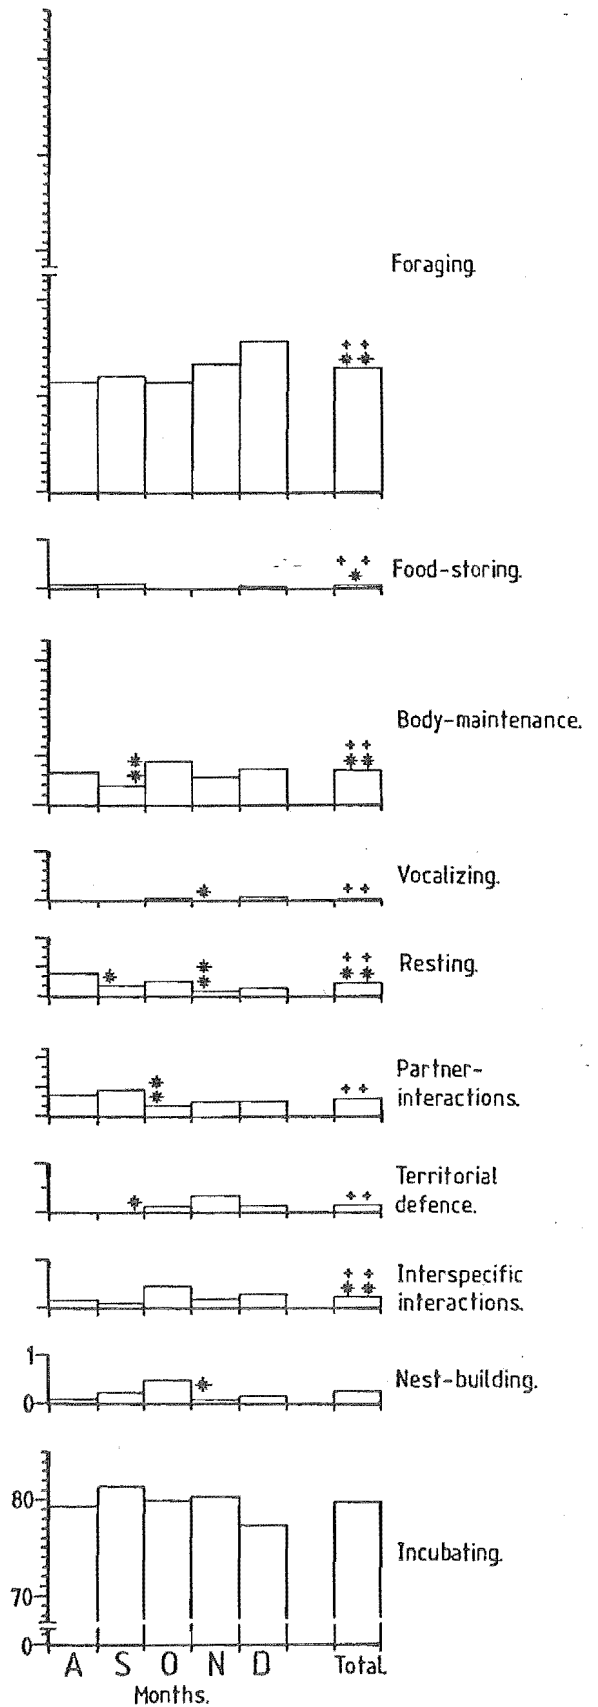 Foraging.
Food-storing.
Body-maintenance.
Vocalizing.
Resting.
Partner-
interactions.
Territorial
defence.
Interspecific
interactions.
1
Nest-building.
0
80
Incubating.
70
0
A S O N D Total.
Months.